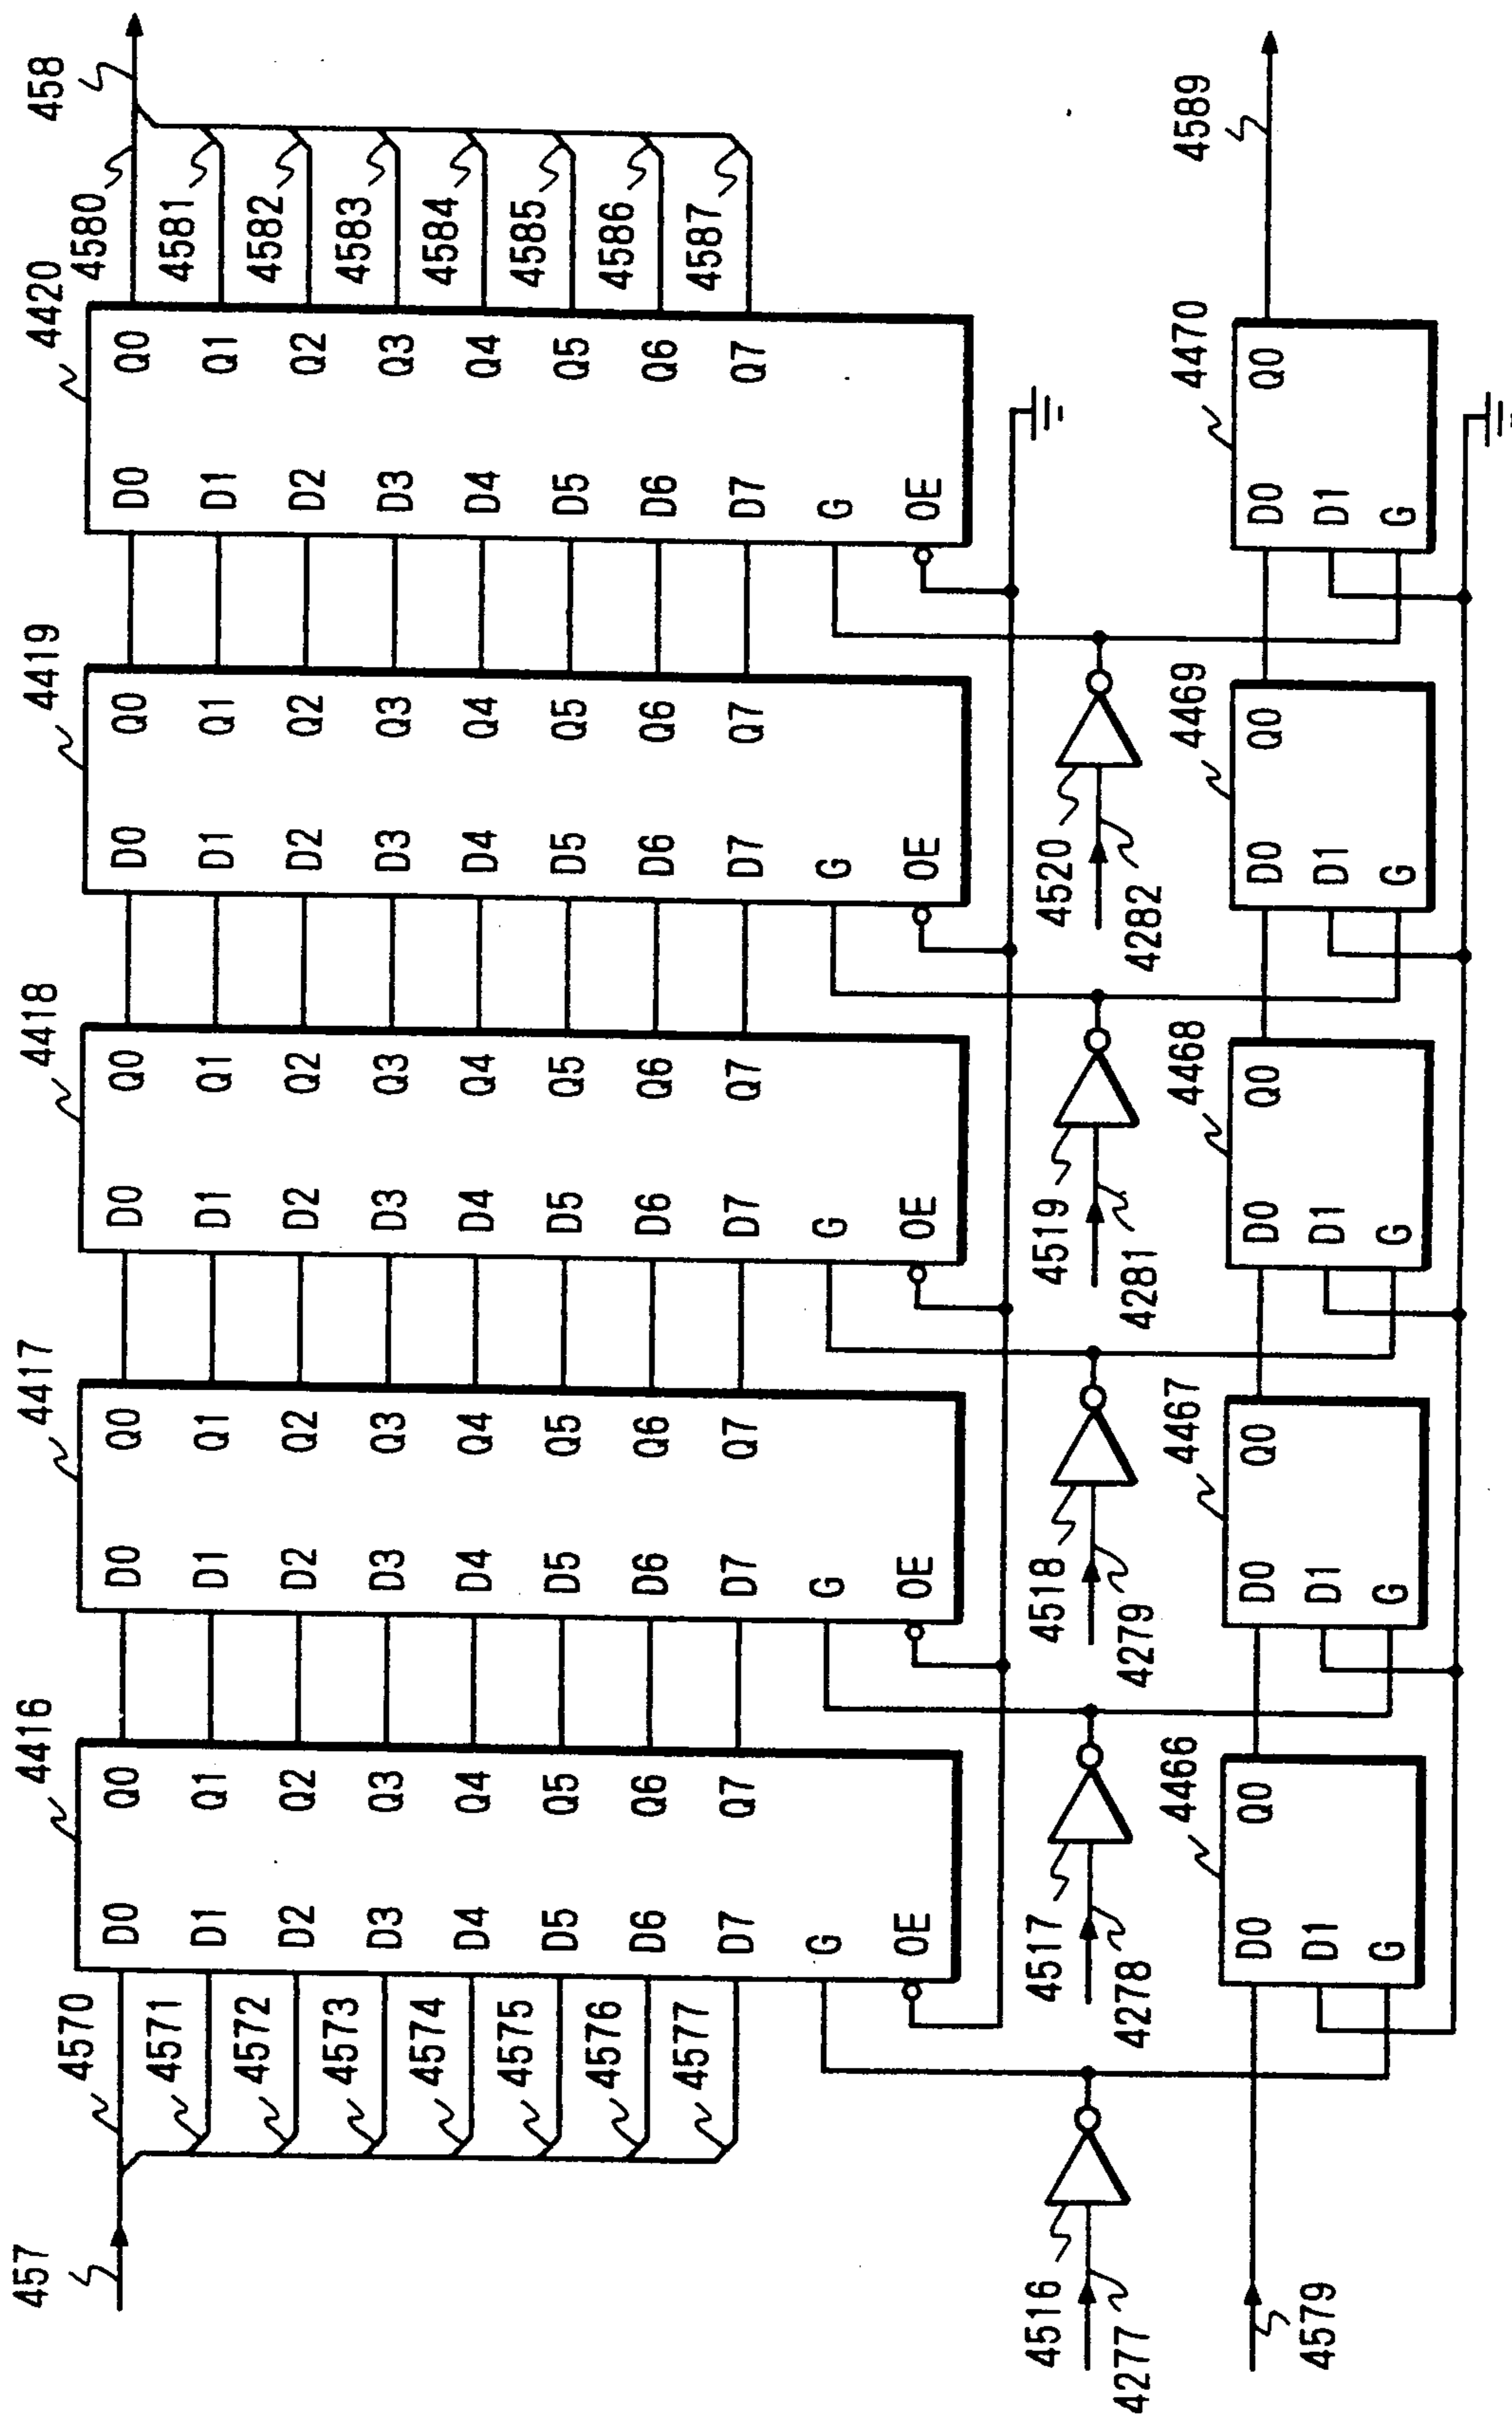 457
4570
4571
4572
4573
4574
4575
4576
4577
4416
D0 Q0
D1 Q1
D2 Q2
D3 Q3
D4 Q4
D5 Q5
D6 Q6
D7 Q7
G
OE
4417
D0 Q0
D1 Q1
D2 Q2
D3 Q3
D4 Q4
D5 Q5
D6 Q6
D7 Q7
G
OE
4418
D0 Q0
D1 Q1
D2 Q2
D3 Q3
D4 Q4
D5 Q5
D6 Q6
D7 Q7
G
OE
4419
D0 Q0
D1 Q1
D2 Q2
D3 Q3
D4 Q4
D5 Q5
D6 Q6
D7 Q7
G
OE
4420
D0 Q0
D1 Q1
D2 Q2
D3 Q3
D4 Q4
D5 Q5
D6 Q6
D7 Q7
G
OE
4580
4581
4582
4583
4584
4585
4586
4587
458
4516
4277
4517
4278
4518
4279
4519
4281
4520
4282
4579
4466
D0 Q0
D1
G
4467
D0 Q0
D1
G
4468
D0 Q0
D1
G
4469
D0 Q0
D1
G
4470
D0 Q0
D1
G
4589